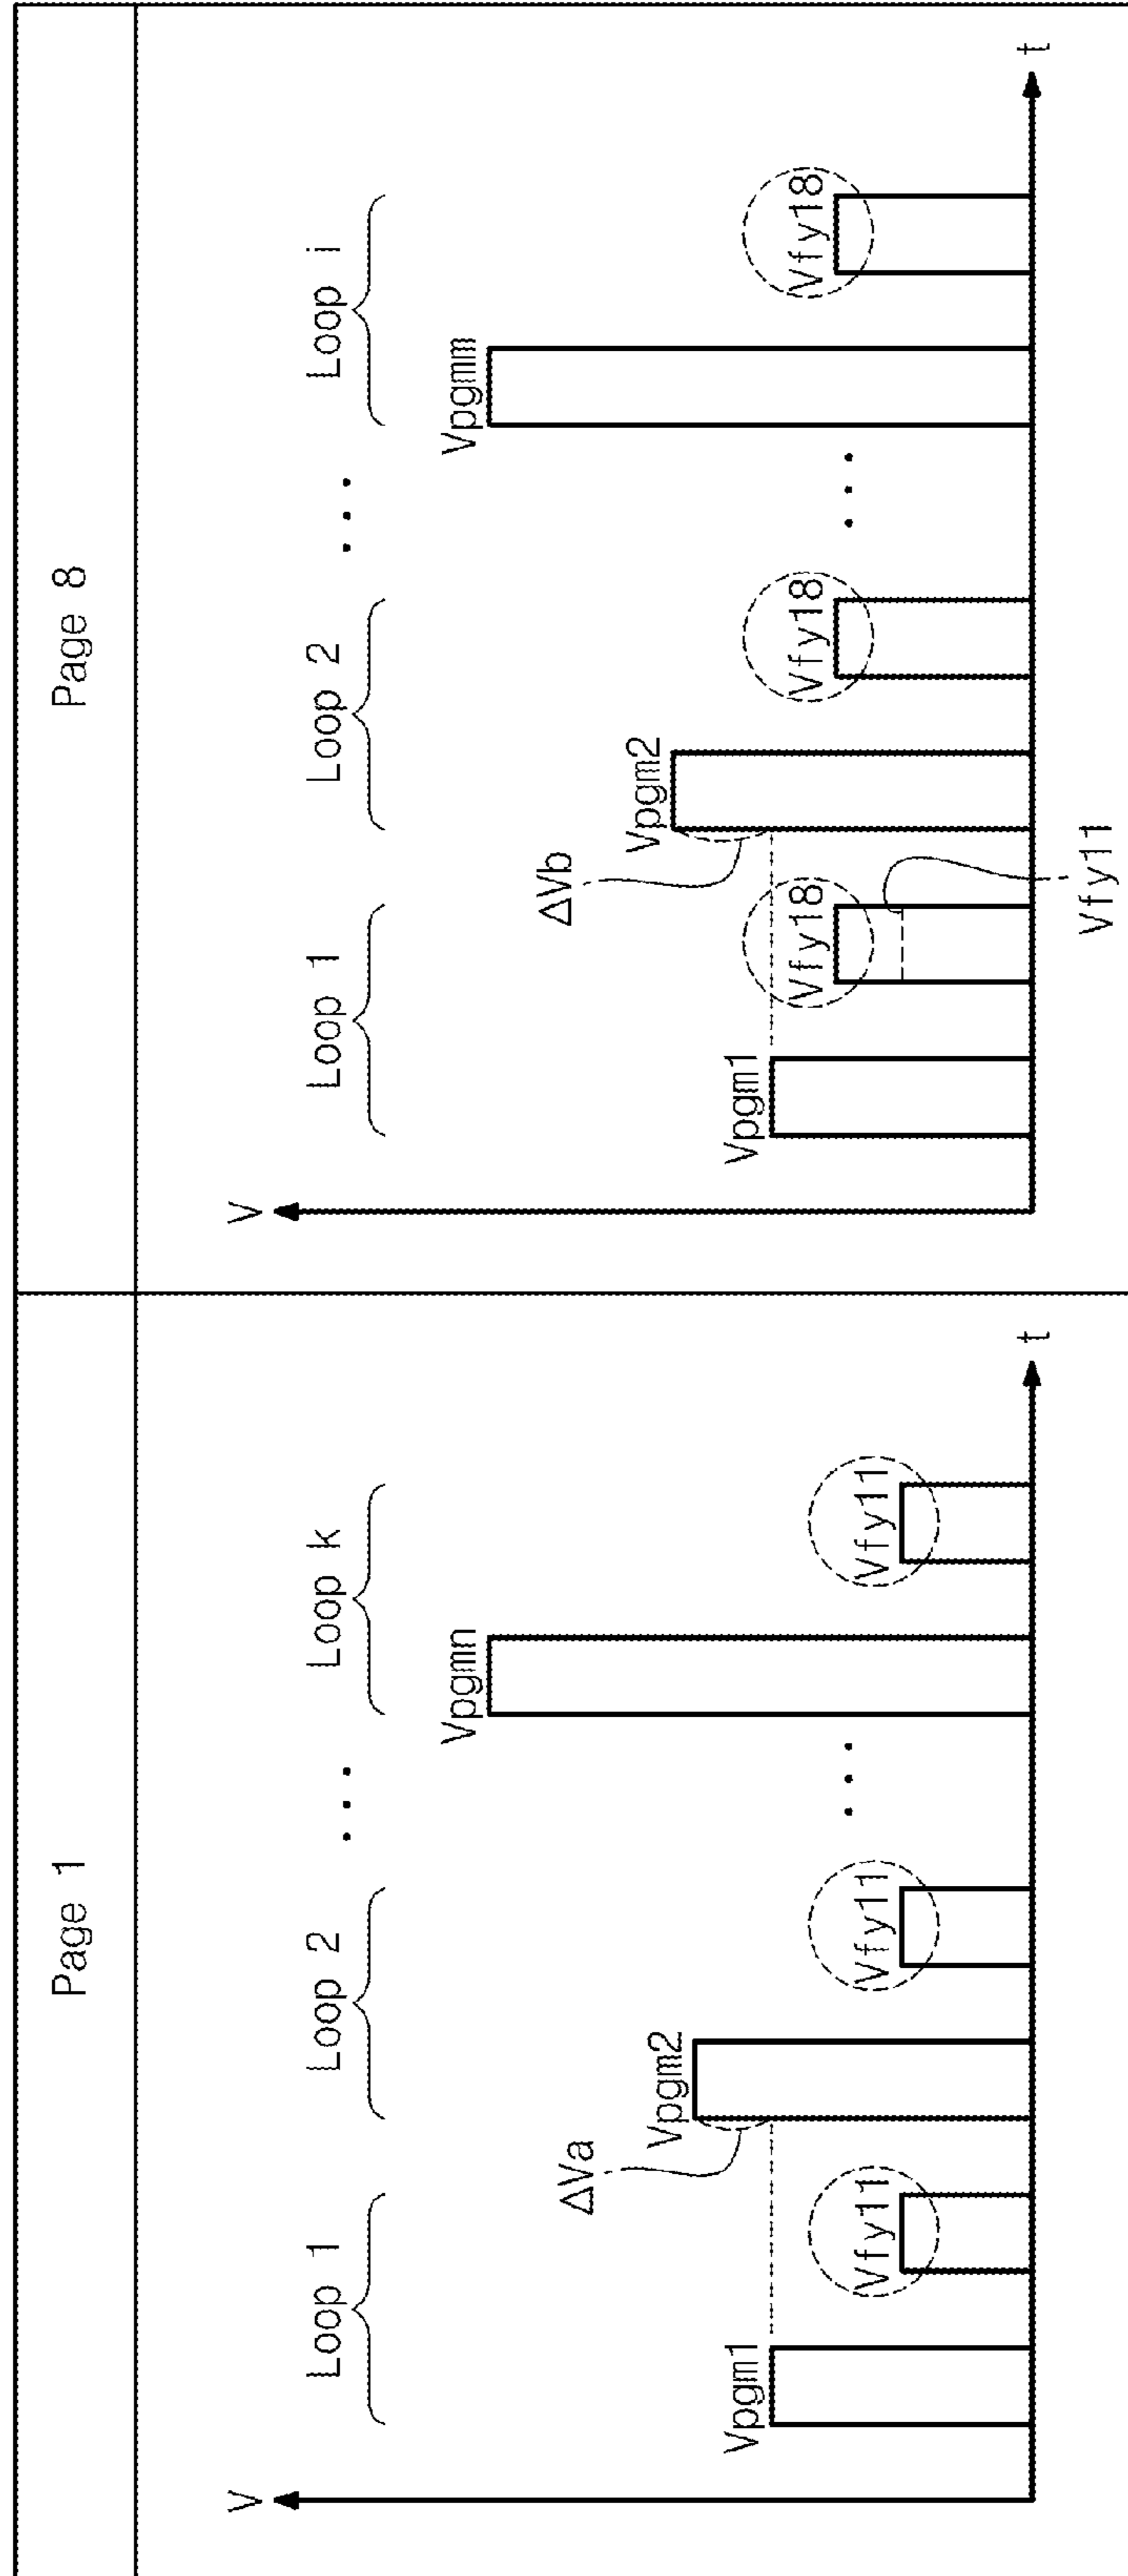 Page 1
V
Loop 1
Loop 2
...
Loop k
Vpgm1
Vfy11
ΔVa
Vpgm2
Vfy11
...
Vpgmn
Vfy11
t
Page 8
V
Loop 1
Loop 2
...
Loop i
Vpgm1
Vfy18
ΔVb
Vpgm2
Vfy18
...
Vpgmm
Vfy18
Vfy11
t